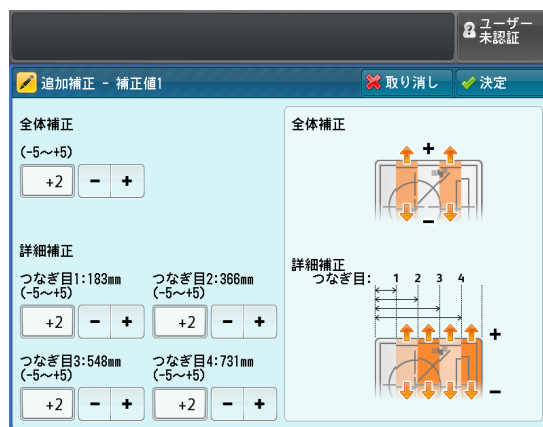 ユーザー
未認証
追加補正 - 補正値1
取り消し
決定
全体補正
(-5~+5)
+2
-
+
詳細補正
つなぎ目1:183mm
(-5~+5)
+2
-
+
つなぎ目2:366mm
(-5~+5)
+2
-
+
つなぎ目3:548mm
(-5~+5)
+2
-
+
つなぎ目4:731mm
(-5~+5)
+2
-
+
全体補正
+
-
詳細補正
つなぎ目: 1 2 3 4
+
-